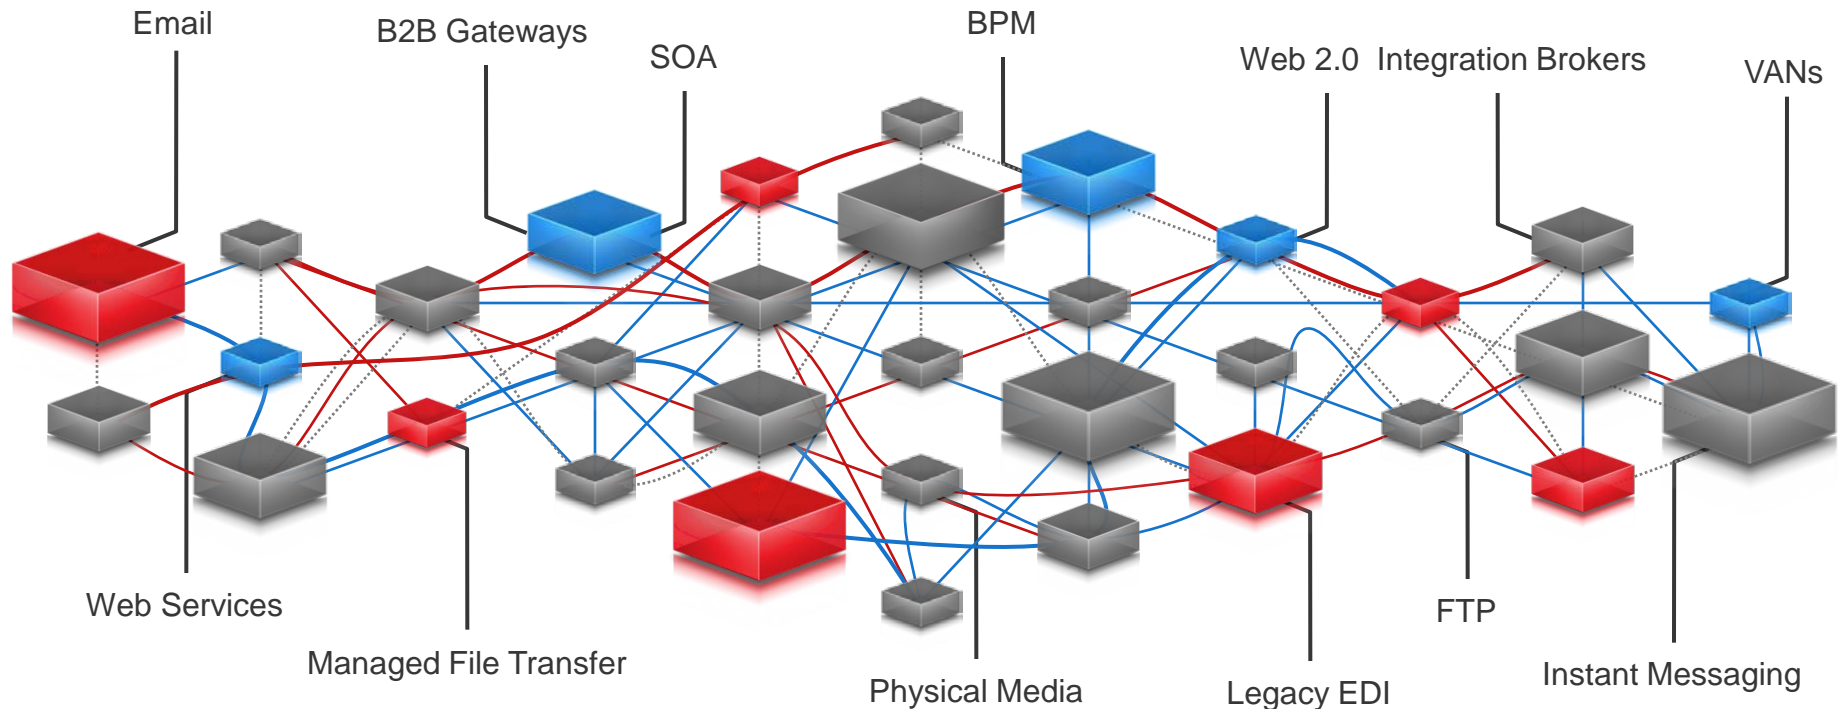 Email
B2B Gateways
SOA
BPM
Web 2.0
Integration Brokers
VANs
Web Services
Managed File Transfer
Physical Media
Legacy EDI
FTP
Instant Messaging